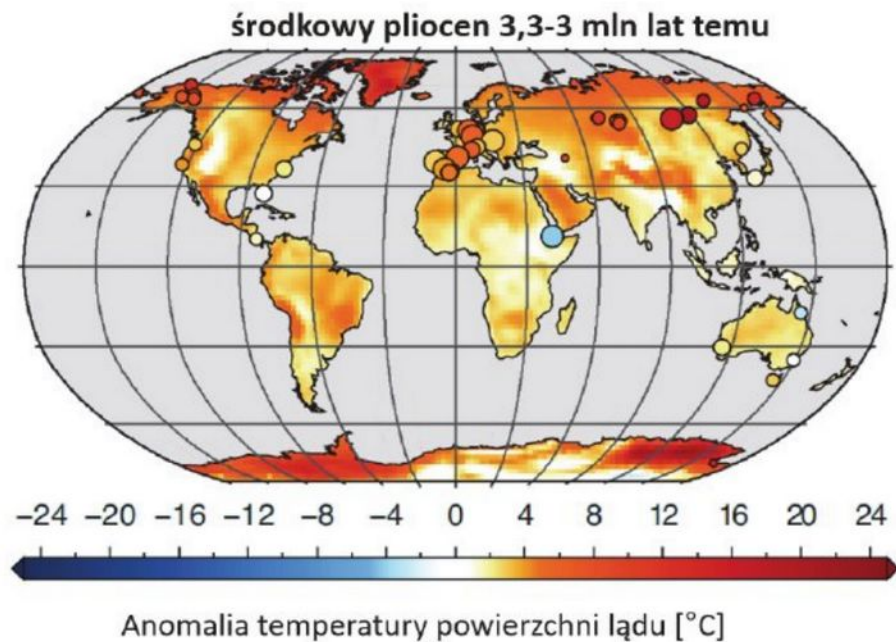 środkowy pliocen 3,3-3 mln lat temu
−24 −20 −16 −12 −8 −4 0 4 8 12 16 20 24
Anomalia temperatury powierzchni lądu [°C]